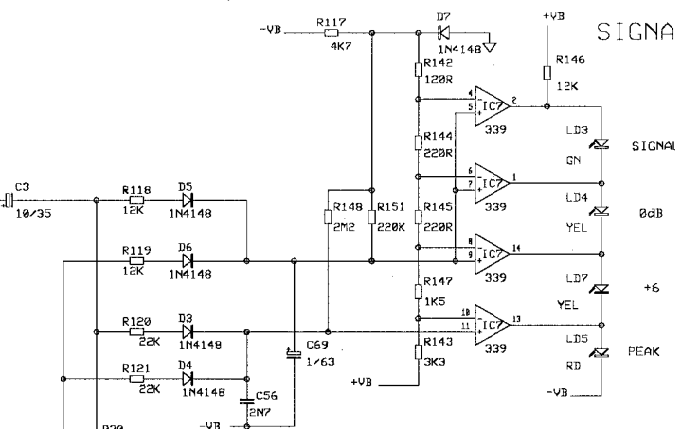 SIGNA
+VB
R117
-VB
4K7
D7
1N4148
R146
12K
R142
120R
4
5
IC7
2
339
LD3
GN
SIGNAL
R144
220R
6
7
IC7
1
339
LD4
YEL
0dB
C3
10/35
R118
12K
D5
1N4148
R148
2M2
R151
220K
R145
220R
R119
12K
D6
1N4148
8
9
IC7
14
339
LD7
YEL
+6
R147
1K5
R120
22K
D3
1N4148
C69
1/63
10
11
IC7
13
339
LD5
RD
PEAK
R143
3K3
R121
22K
D4
1N4148
+VB
-VB
C56
2N7
-VB